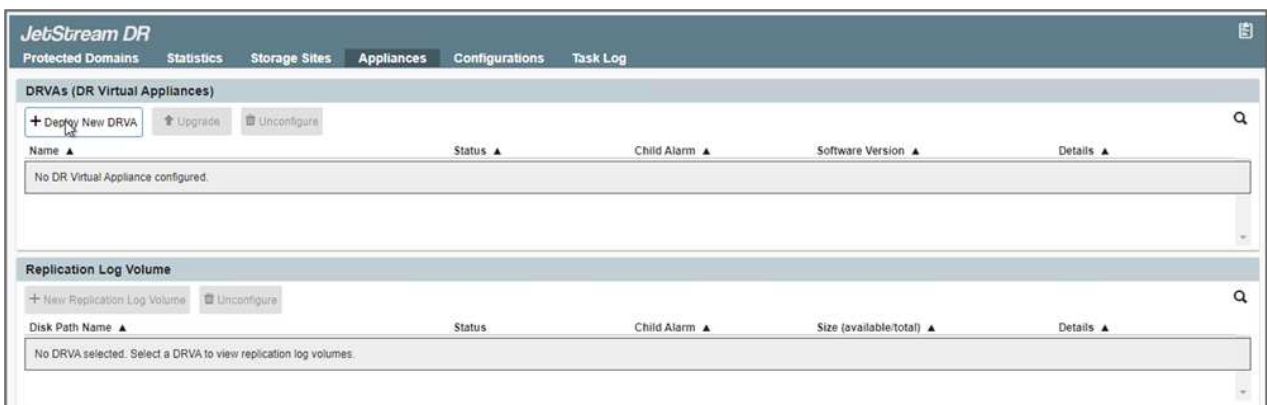 JetStream DR
Protected Domains Statistics Storage Sites Appliances Configurations Task Log
DRVAs (DR Virtual Appliances)
+ Deploy New DRVA Upgrade Unconfigure
Name ▲ Status ▲ Child Alarm ▲ Software Version ▲ Details ▲
No DR Virtual Appliance configured.
Replication Log Volume
+ New Replication Log Volume Unconfigure
Disk Path Name ▲ Status Child Alarm ▲ Size (available/total) ▲ Details ▲
No DRVA selected. Select a DRVA to view replication log volumes.